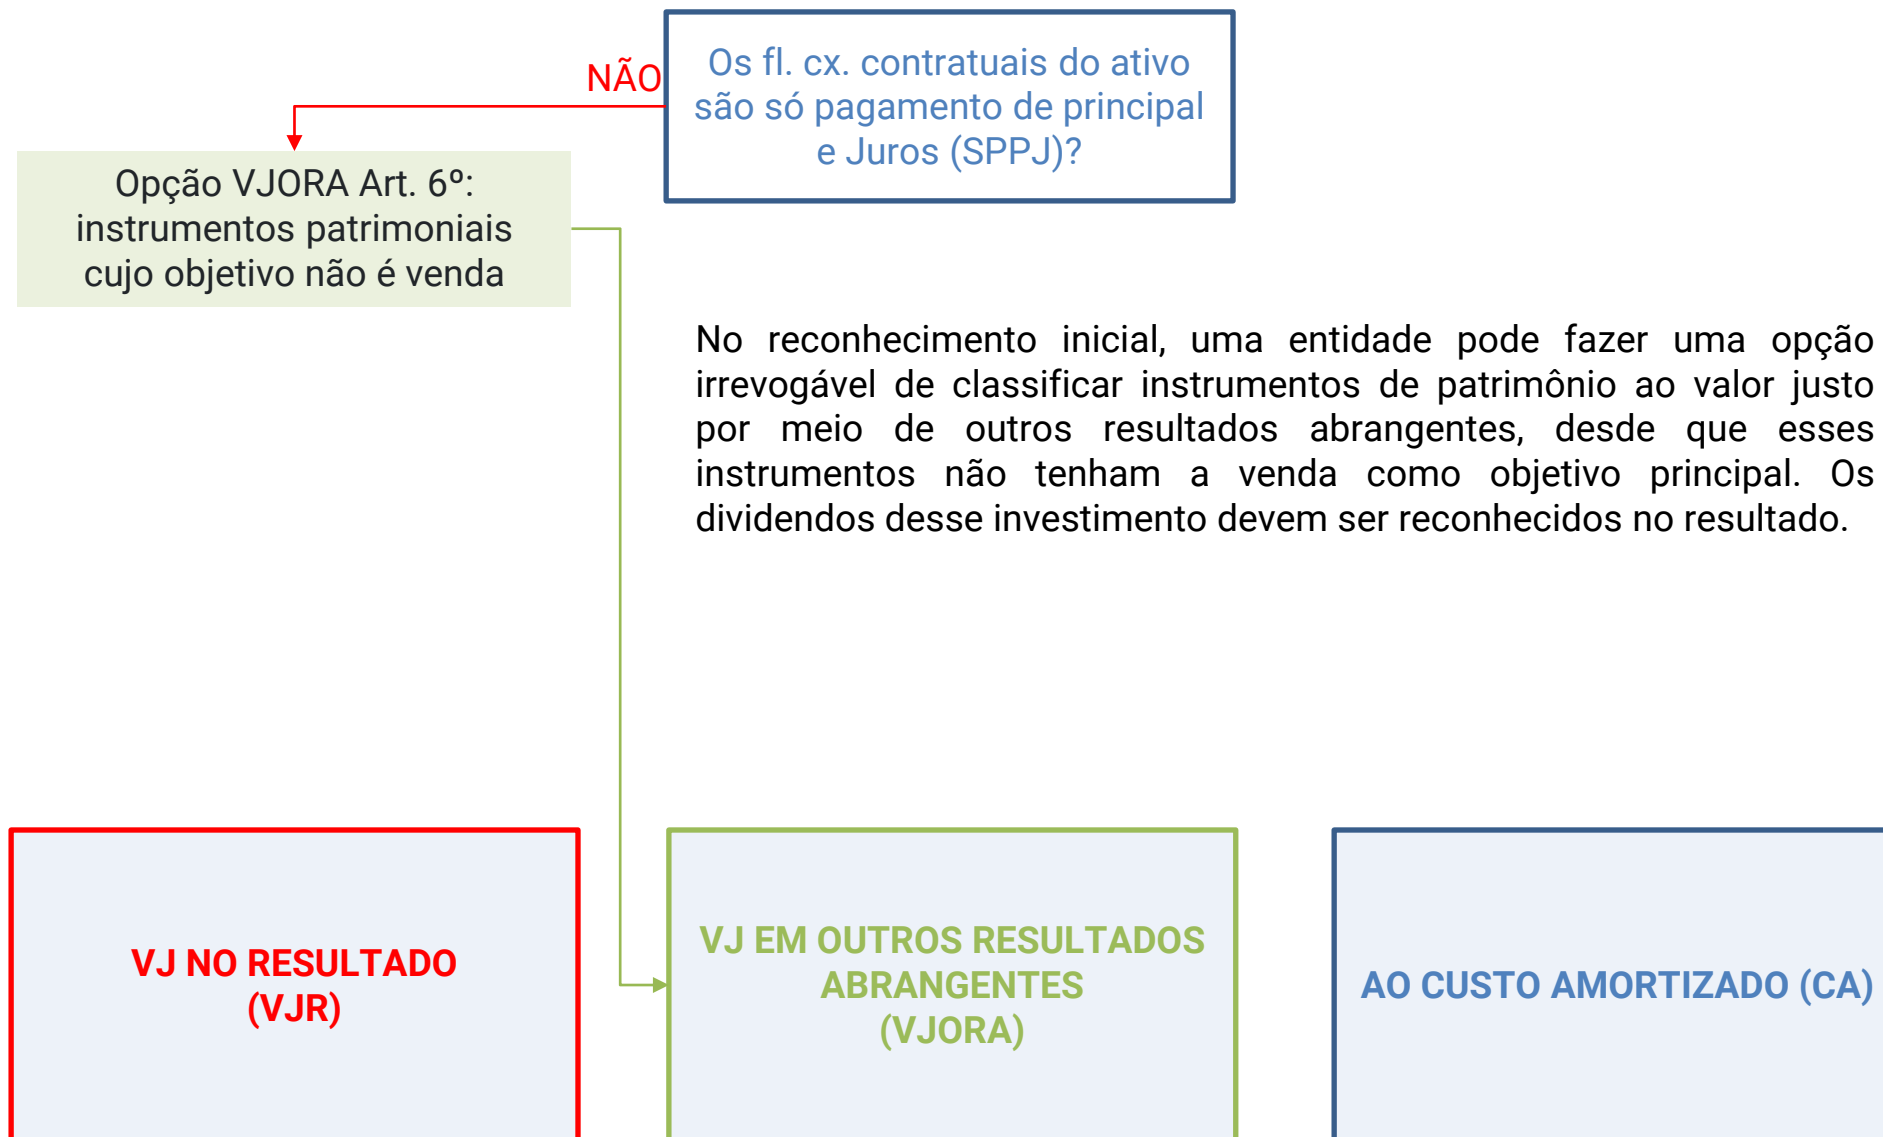 Os fl. cx. contratuais do ativo
são só pagamento de principal
e Juros (SPPJ)?
NÃO
Opção VJORA Art. 6º:
instrumentos patrimoniais
cujo objetivo não é venda
No reconhecimento inicial, uma entidade pode fazer uma opção
irrevogável de classificar instrumentos de patrimônio ao valor justo
por meio de outros resultados abrangentes, desde que esses
instrumentos não tenham a venda como objetivo principal. Os
dividendos desse investimento devem ser reconhecidos no resultado.
VJ NO RESULTADO
(VJR)
VJ EM OUTROS RESULTADOS
ABRANGENTES
(VJORA)
AO CUSTO AMORTIZADO (CA)